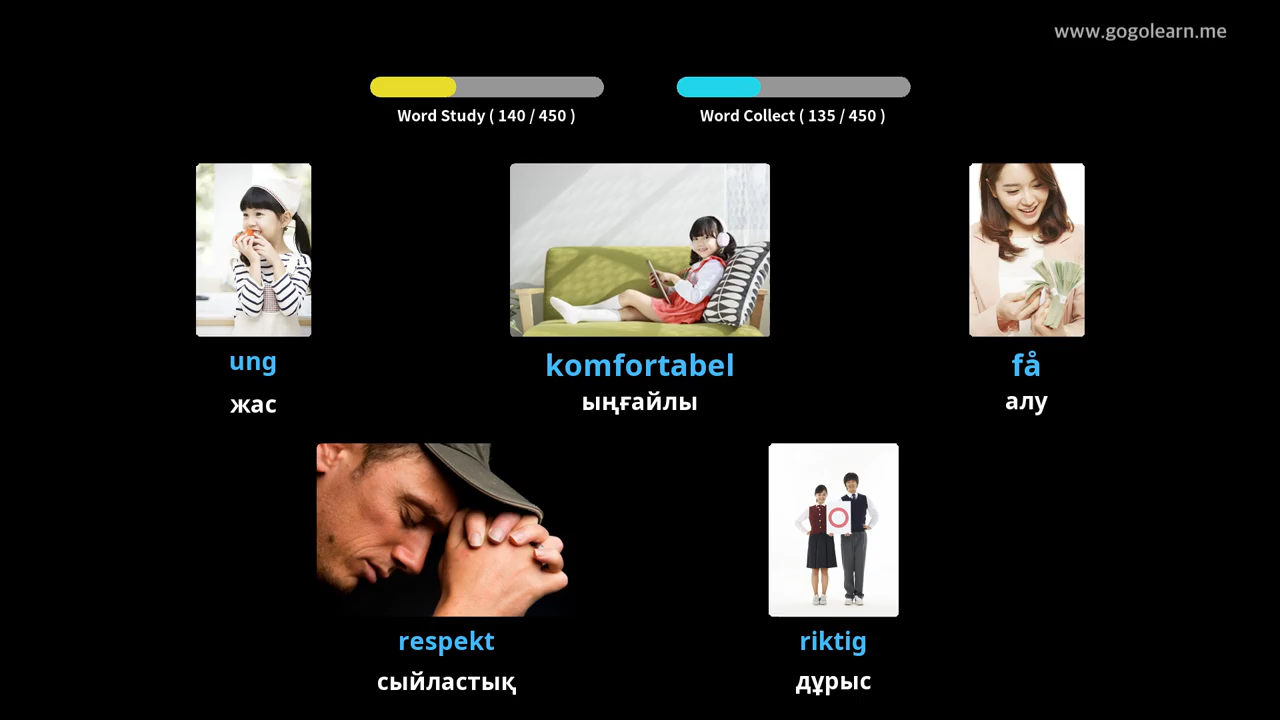 www.gogolearn.me
Word Study ( 140 / 450 )
Word Collect ( 135 / 450 )
ung
жас
komfortabel
ыңғайлы
få
алу
respekt
сыйластық
riktig
дұрыс